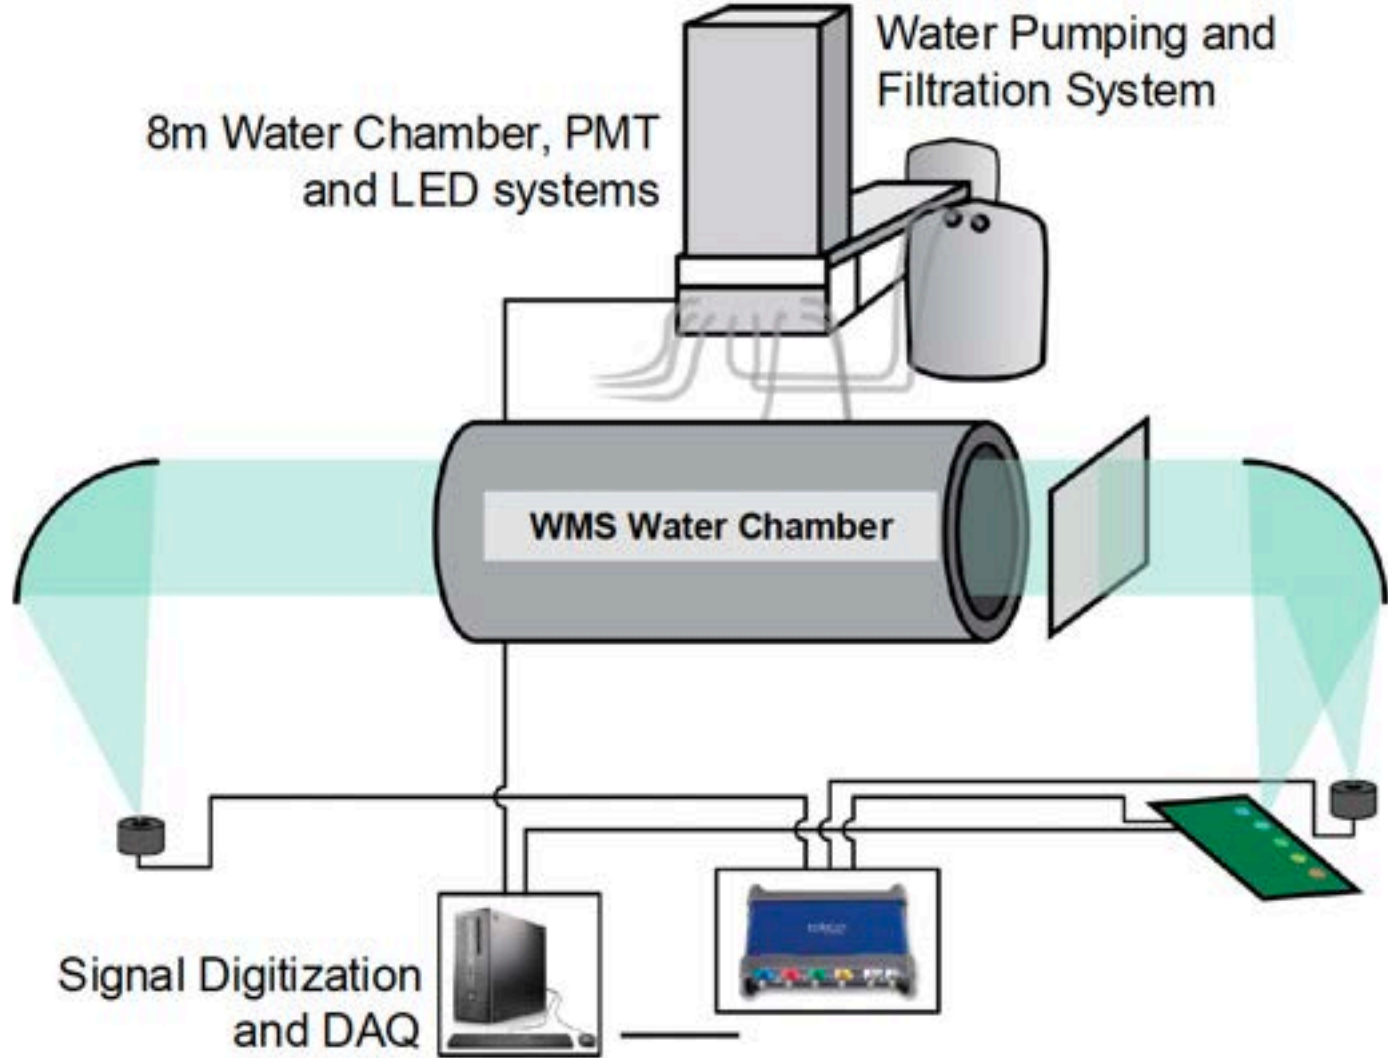 Water Pumping and
Filtration System
8m Water Chamber, PMT
and LED systems
WMS Water Chamber
Signal Digitization
and DAQ